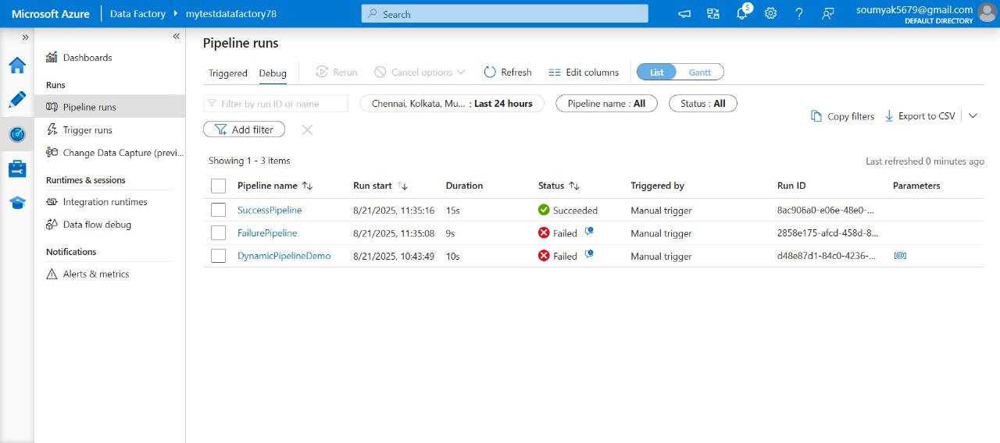 Microsoft Azure Data Factory mytestdatafactory78 Search 5 soumyak5679@gmail.com
DEFAULT DIRECTORY
Dashboards
Runs
Pipeline runs
Trigger runs
Change Data Capture (previ...
Runtimes & sessions
Integration runtimes
Data flow debug
Notifications
Alerts & metrics
Pipeline runs
Triggered Debug Rerun Cancel options Refresh Edit columns List Gantt
Filter by run ID or name Chennai, Kolkata, Mu... : Last 24 hours Pipeline name : All Status : All
Copy filters Export to CSV
Add filter
Showing 1 - 3 items Last refreshed 0 minutes ago
Pipeline name Run start Duration Status Triggered by Run ID Parameters
SuccessPipeline 8/21/2025, 11:35:16 15s Succeeded Manual trigger 8ac906a0-e06e-48e0-...
FailurePipeline 8/21/2025, 11:35:08 9s Failed Manual trigger 2858e175-afcd-458d-8...
DynamicPipelineDemo 8/21/2025, 10:43:49 10s Failed Manual trigger d48e87d1-84c0-4236-... [@]